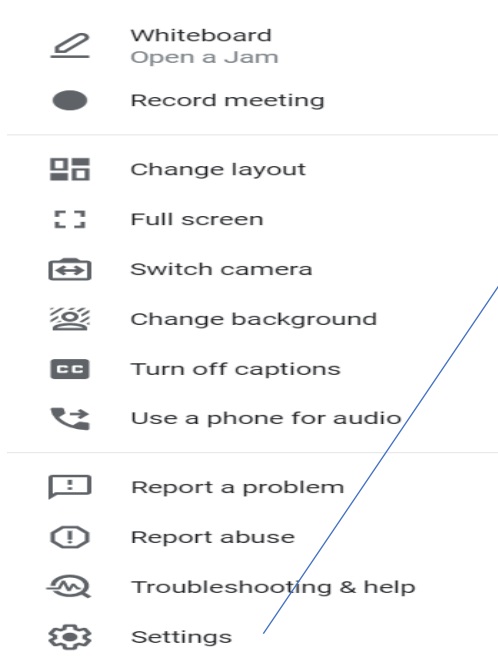 Whiteboard
Open a Jam
Record meeting
Change layout
Full screen
Switch camera
Change background
CC Turn off captions
Use a phone for audio
Report a problem
Report abuse
Troubleshooting & help
Settings